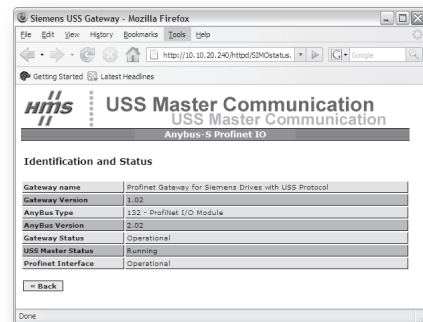 Siemens USS Gateway - Mozilla Firefox
File Edit View History Bookmarks Tools Help
http://10.10.20.240/httpd/SIMOstatus. G Google
Getting Started Latest Headlines
HMS
USS Master Communication
USS Master Communication
Anybus-S Profinet IO
Identification and Status
Gateway name Profinet Gateway for Siemens Drives with USS Protocol
Gateway Version 1.02
AnyBus Type 132 - ProfiNet I/O Module
AnyBus Version 2.02
Gateway Status Operational
USS Master Status Running
Profinet Interface Operational
« Back
Done